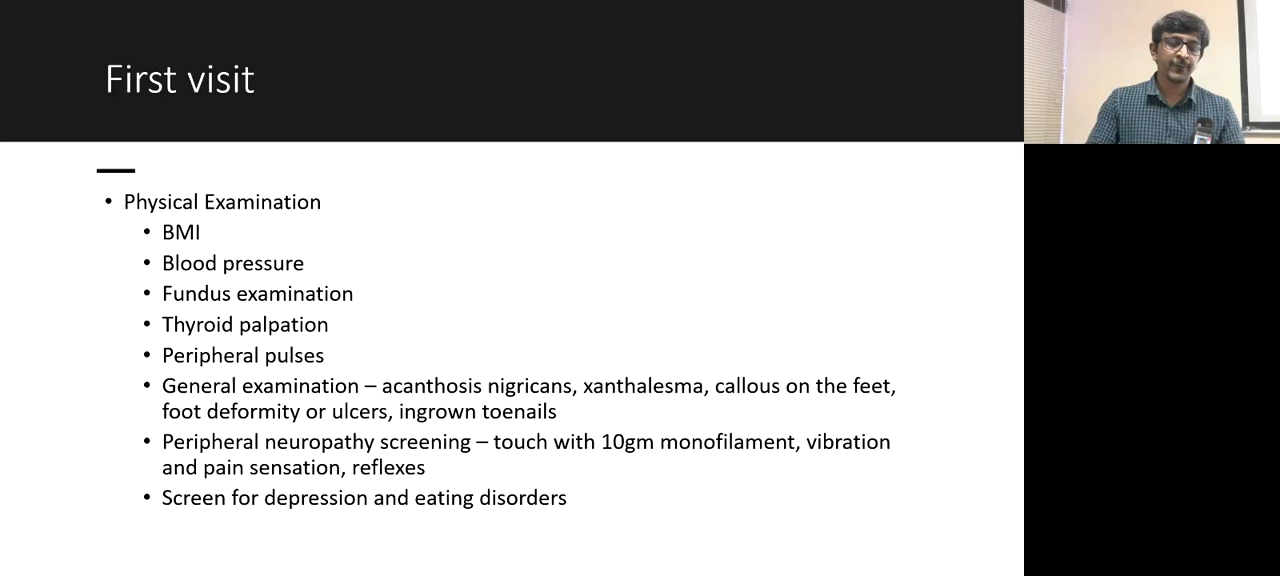 First visit
• Physical Examination
• BMI
• Blood pressure
• Fundus examination
• Thyroid palpation
• Peripheral pulses
• General examination – acanthosis nigricans, xanthalesma, callous on the feet,
foot deformity or ulcers, ingrown toenails
• Peripheral neuropathy screening – touch with 10gm monofilament, vibration
and pain sensation, reflexes
• Screen for depression and eating disorders